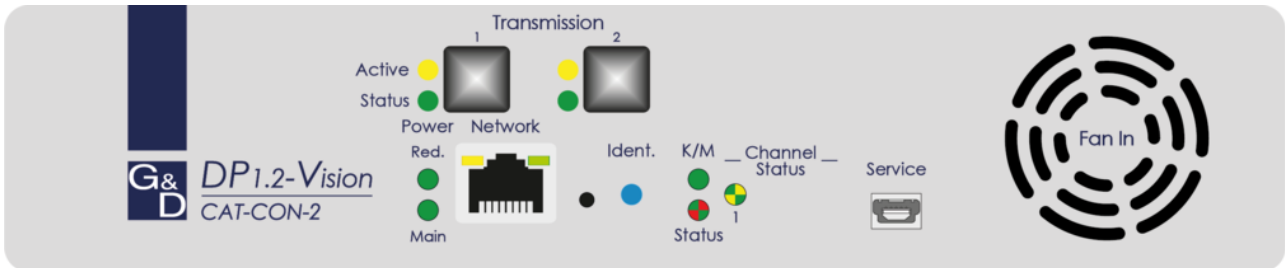 Transmission
1 2
Active
Status
Power Network
Red.
Main
Ident.
K/M
Status
Channel
Status
1
Service
Fan In
G&D
DP1.2-Vision
CAT-CON-2